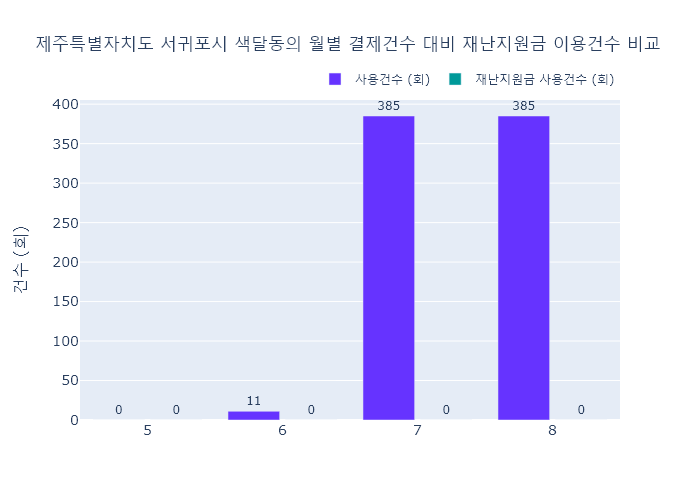 제주특별자치도 서귀포시 색달동의 월별 결제건수 대비 재난지원금 이용건수 비교
사용건수 (회) 재난지원금 사용건수 (회)
400
350
300
250
200
150
100
50
0
건수 (회)
0 0 11 0 385 0 385 0
5 6 7 8